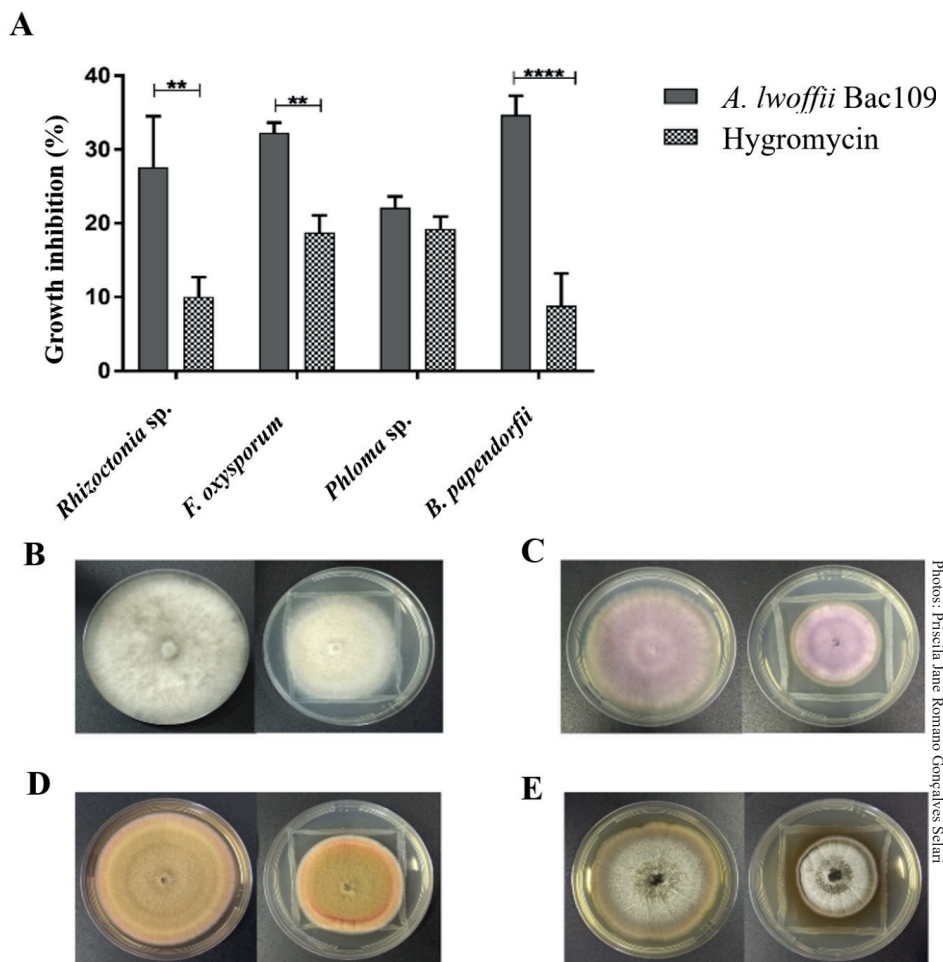 A
Growth inhibition (%)
40
30
20
10
0
**
**
****
A. lwoffii Bac109
Hygromycin
Rhizoctonia sp.
F. oxysporum
Phloma sp.
B. papendorfii
B
C
D
E
Photos: Priscila Jane Romano Gonçalves Selari